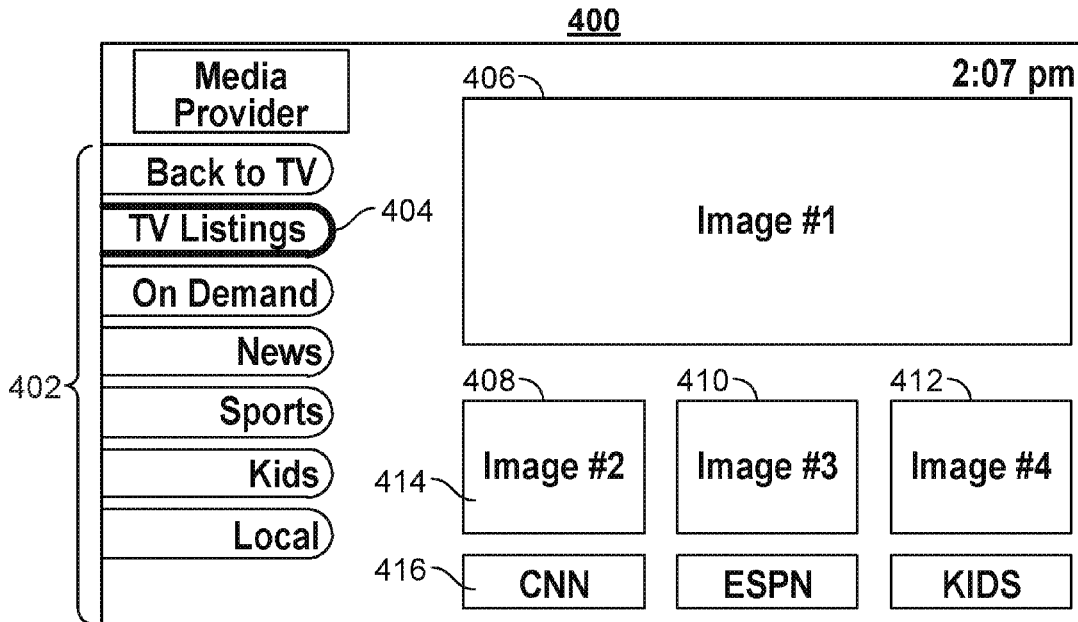 400
Media
Provider
2:07 pm
406
Back to TV
TV Listings
404
Image #1
On Demand
News
402
Sports
Kids
Local
408
410
412
Image #2
Image #3
Image #4
414
416
CNN
ESPN
KIDS